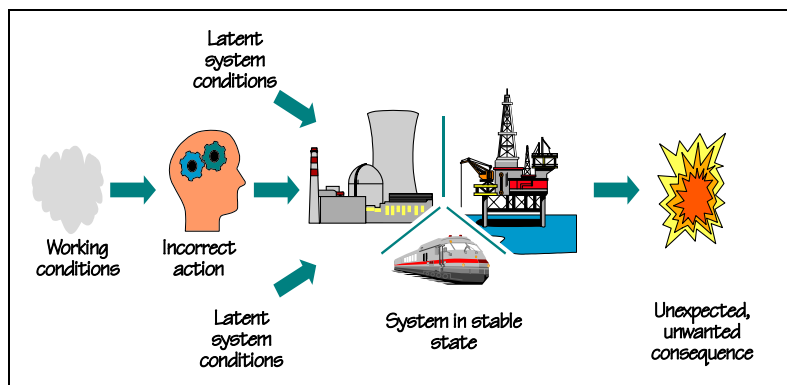 Latent
system
conditions
Working
conditions
Incorrect
action
Latent
system
conditions
System in stable
state
Unexpected,
unwanted
consequence